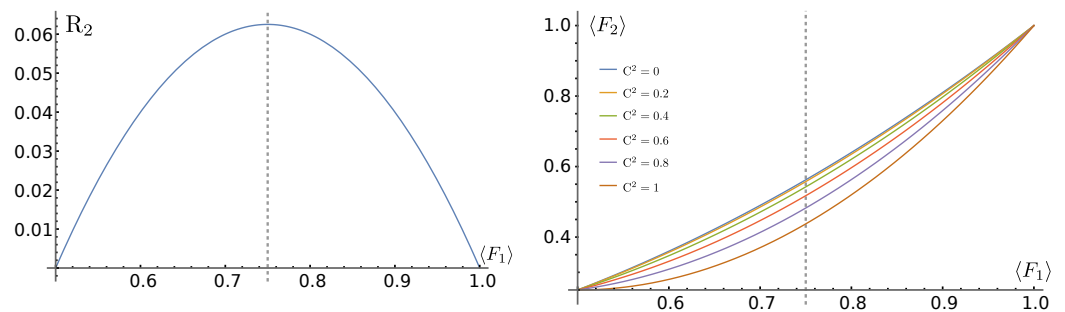 R₂
0.06
0.05
0.04
0.03
0.02
0.01
⟨F₁⟩
0.6 0.7 0.8 0.9 1.0
⟨F₂⟩
1.0
0.8
0.6
0.4
C² = 0
C² = 0.2
C² = 0.4
C² = 0.6
C² = 0.8
C² = 1
⟨F₁⟩
0.6 0.7 0.8 0.9 1.0